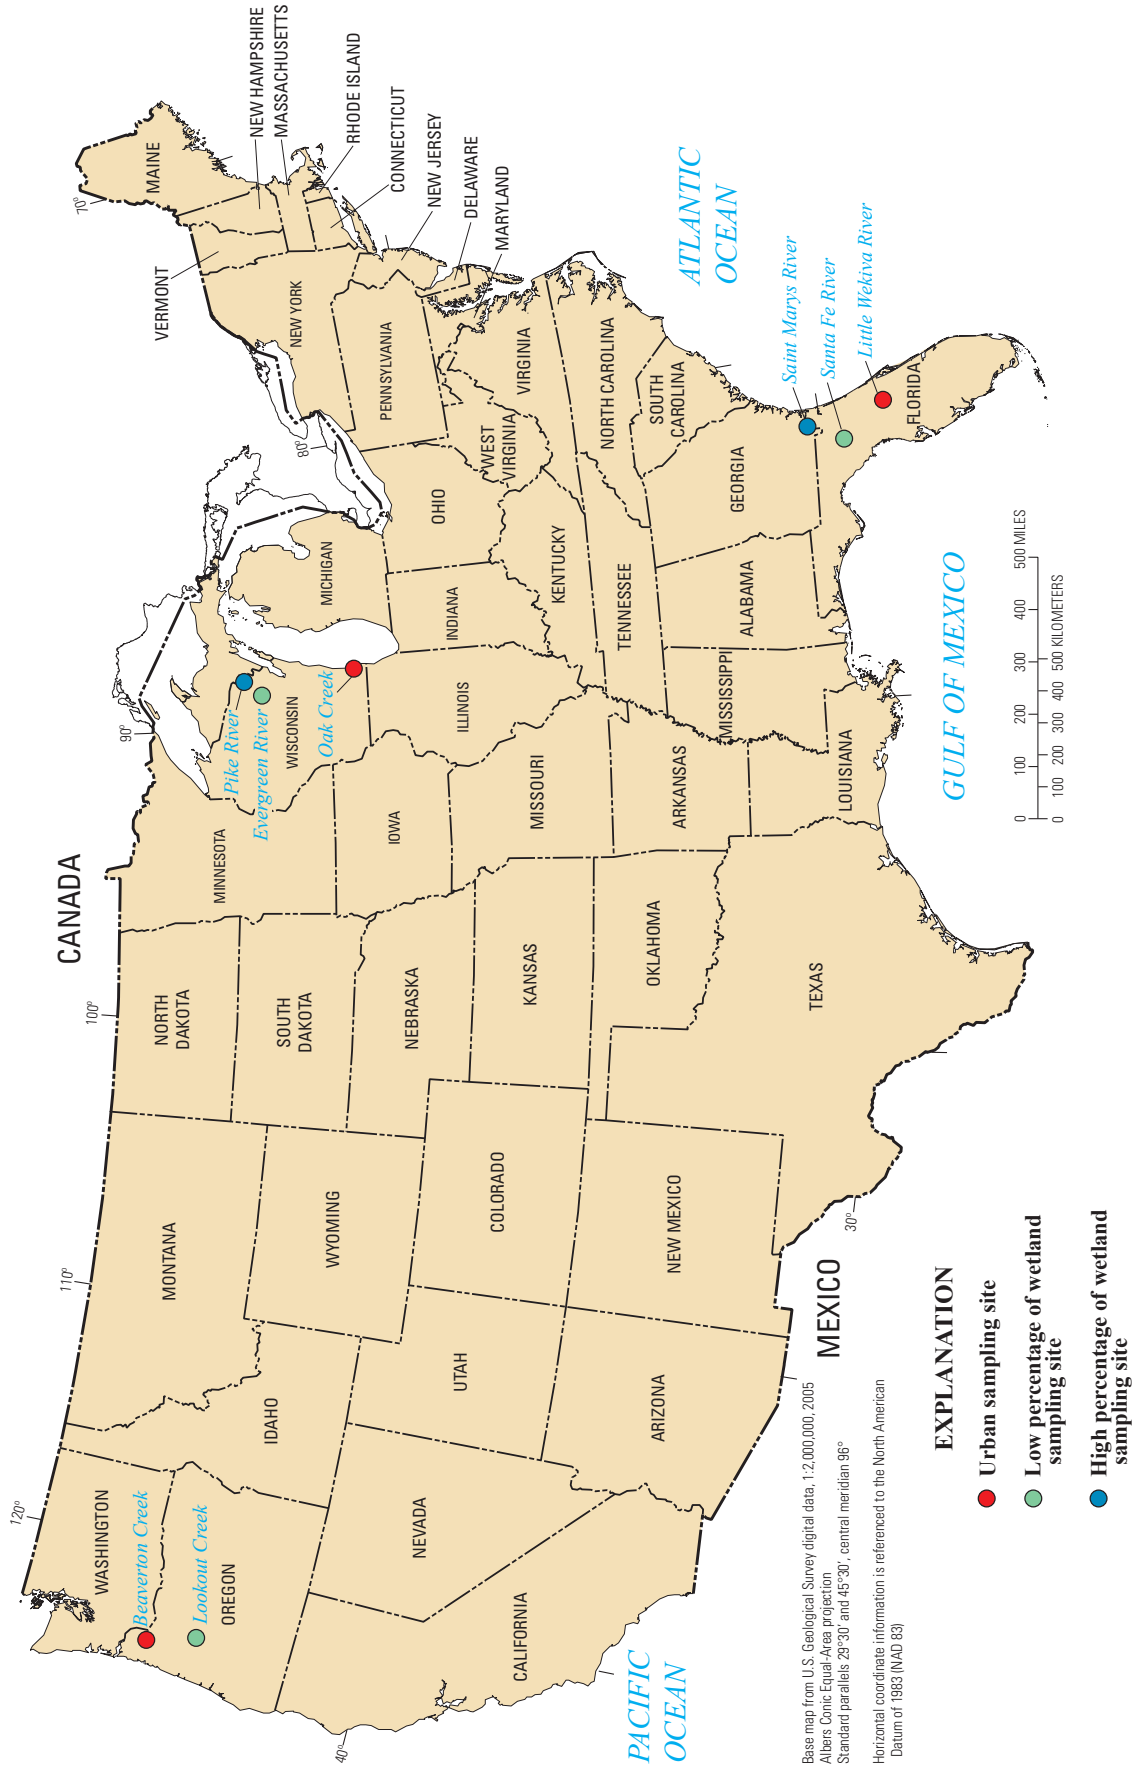 CANADA
MEXICO
PACIFIC
OCEAN
ATLANTIC
OCEAN
GULF OF MEXICO
120°
110°
100°
90°
80°
70°
40°
30°
WASHINGTON
Beaverton Creek
Lookout Creek
OREGON
CALIFORNIA
NEVADA
IDAHO
MONTANA
WYOMING
UTAH
ARIZONA
COLORADO
NEW MEXICO
NORTH
DAKOTA
SOUTH
DAKOTA
NEBRASKA
KANSAS
OKLAHOMA
TEXAS
MINNESOTA
IOWA
MISSOURI
ARKANSAS
LOUISIANA
Pike River
Evergreen River
WISCONSIN
Oak Creek
ILLINOIS
MICHIGAN
INDIANA
OHIO
KENTUCKY
TENNESSEE
MISSISSIPPI
ALABAMA
GEORGIA
FLORIDA
SOUTH
CAROLINA
NORTH CAROLINA
VIRGINIA
WEST
VIRGINIA
PENNSYLVANIA
NEW YORK
VERMONT
MAINE
NEW HAMPSHIRE
MASSACHUSETTS
RHODE ISLAND
CONNECTICUT
NEW JERSEY
DELAWARE
MARYLAND
Saint Marys River
Santa Fe River
Little Wekiva River
0 100 200 300 400 500 MILES
0 100 200 300 400 500 KILOMETERS
Base map from U.S. Geological Survey digital data, 1:2,000,000, 2005
Albers Conic Equal-Area projection
Standard parallels 29°30' and 45°30', central meridian 96°
Horizontal coordinate information is referenced to the North American
Datum of 1983 (NAD 83)
EXPLANATION
Urban sampling site
Low percentage of wetland
sampling site
High percentage of wetland
sampling site